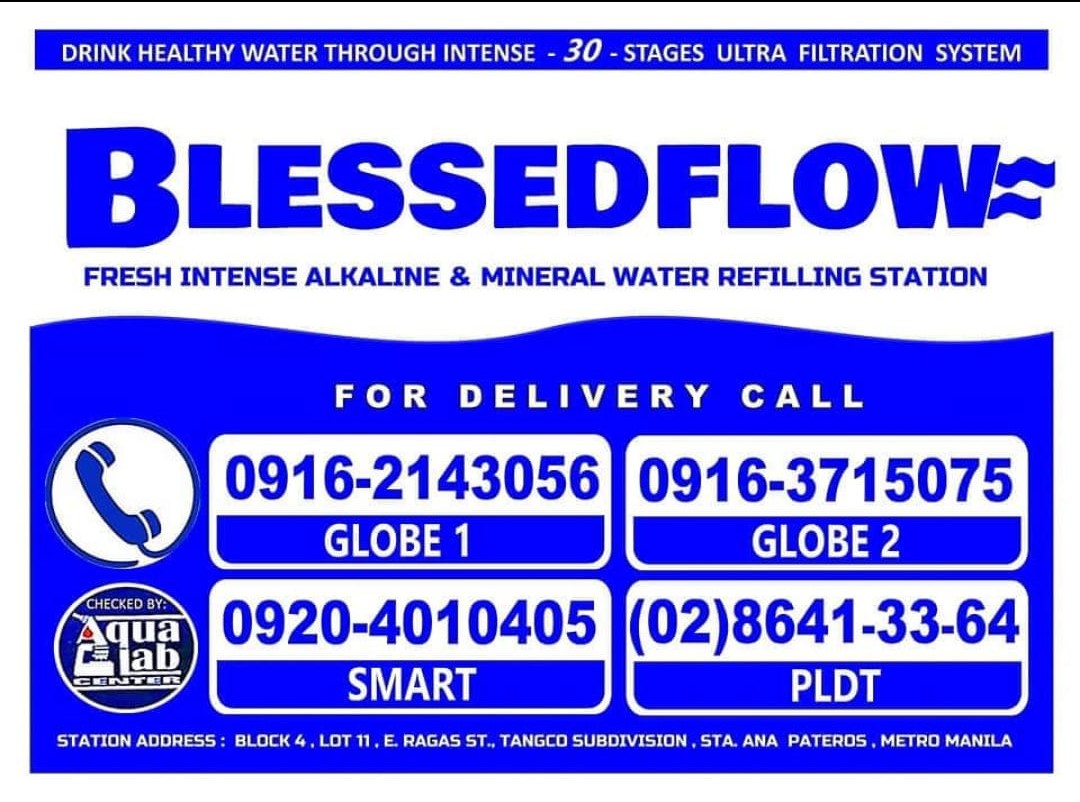 DRINK HEALTHY WATER THROUGH INTENSE - 30 - STAGES ULTRA FILTRATION SYSTEM
BLESSEDFLOW
FRESH INTENSE ALKALINE & MINERAL WATER REFILLING STATION
FOR DELIVERY CALL
0916-2143056
GLOBE 1
0916-3715075
GLOBE 2
CHECKED BY:
Aqua
lab
CENTER
0920-4010405
SMART
(02)8641-33-64
PLDT
STATION ADDRESS : BLOCK 4 , LOT 11 , E. RAGAS ST., TANGCO SUBDIVISION , STA. ANA PATEROS , METRO MANILA